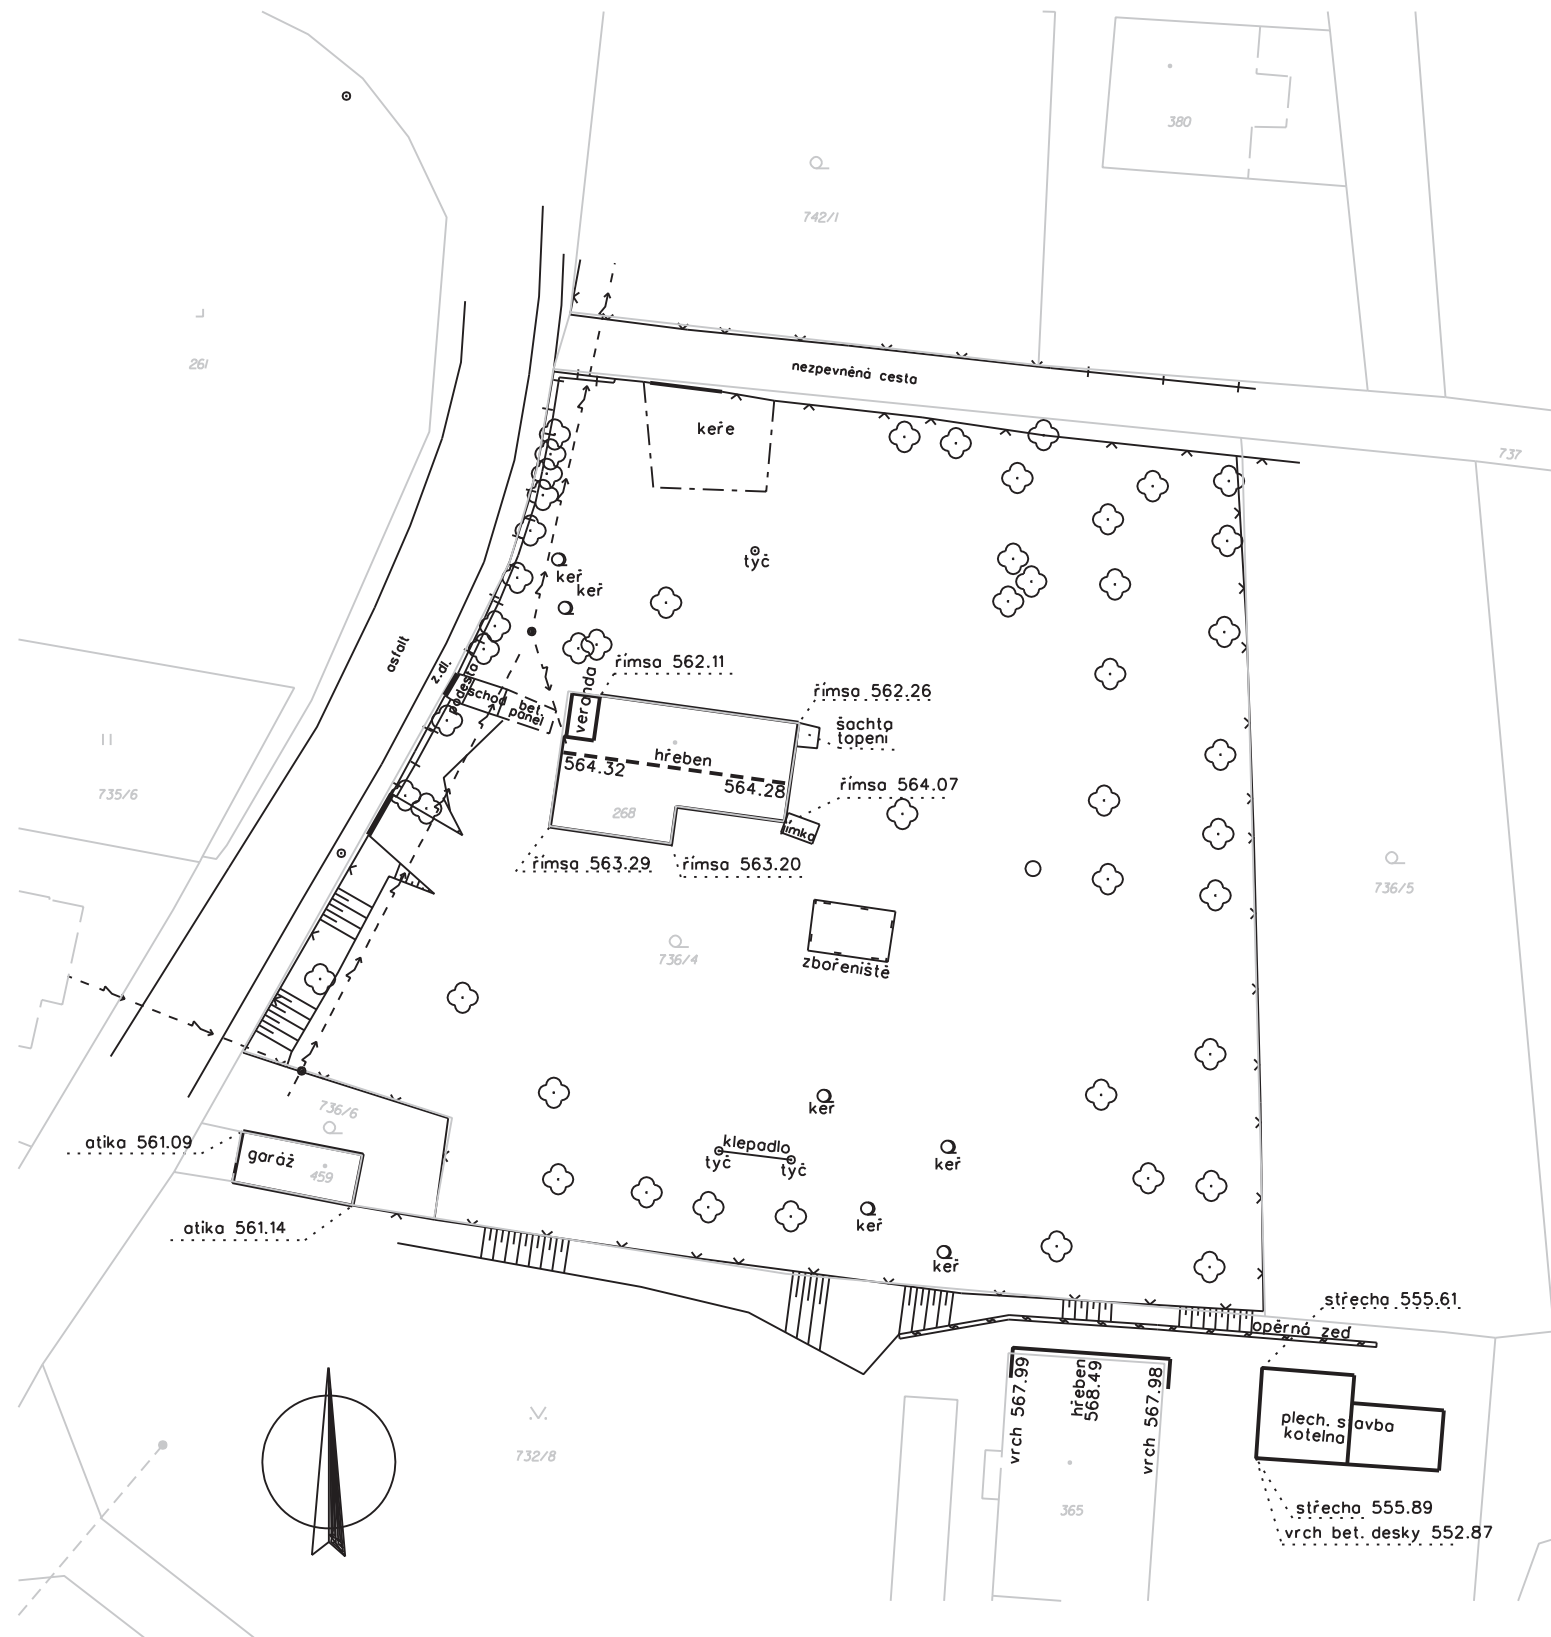 380
742/1
261
nezpevněná cesta
737
keře
tyč
keř
keř
asfalt
z.dl.
podesta
schod
bet.
panel
veranda
římsa 562.11
římsa 562.26
šachta
topení
hřeben
564.32
564.28
římsa 564.07
268
římsa 563.29
římsa 563.20
735/6
736/5
736/4
zbořeniště
736/6
keř
atika 561.09
garáž
459
klepadlo
tyč
tyč
keř
keř
atika 561.14
keř
střecha 555.61
opěrná zeď
vrch 567.99
hřeben
568.49
vrch 567.98
plech. stavba
kotelna
732/8
365
střecha 555.89
vrch bet. desky 552.87